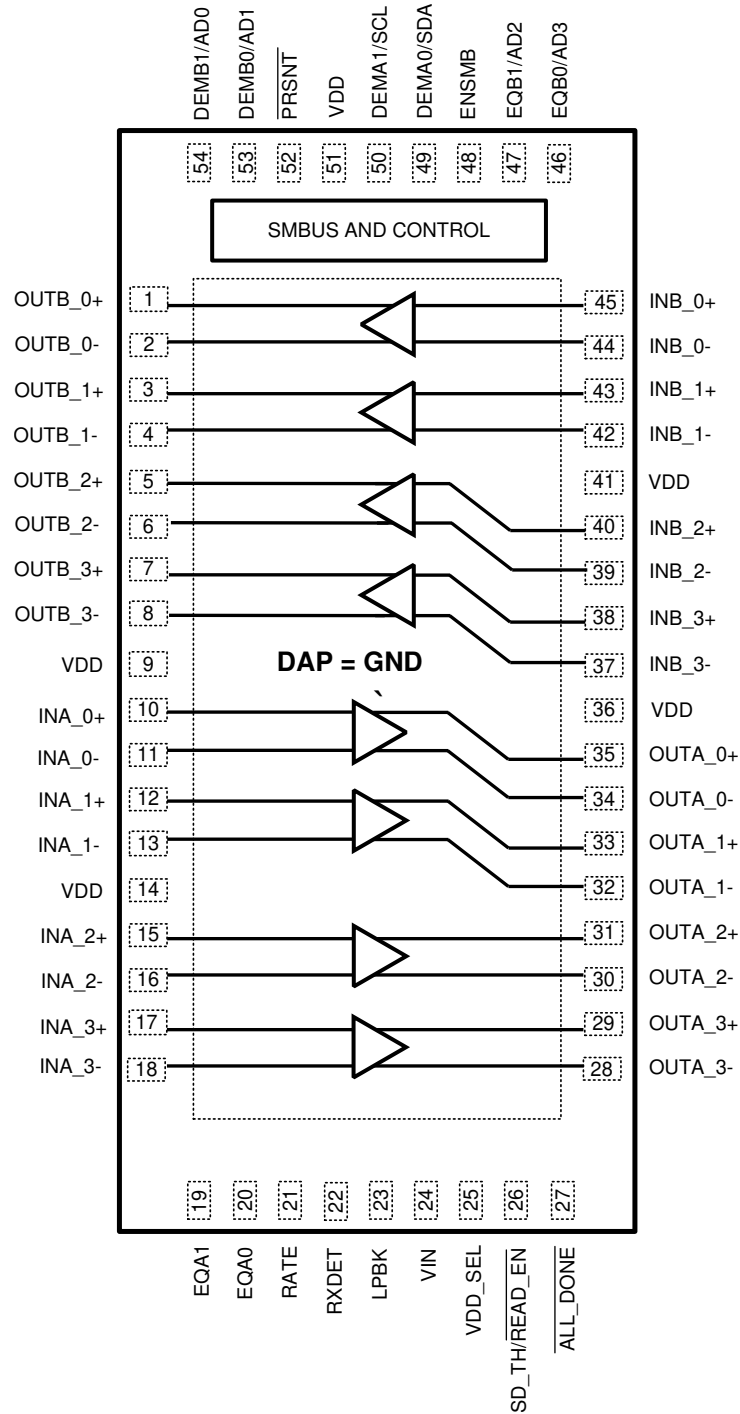 DEMB1/AD0
DEMB0/AD1
PRSNT
VDD
DEMA1/SCL
DEMA0/SDA
ENSMB
EQB1/AD2
EQB0/AD3
54
53
52
51
50
49
48
47
46
SMBUS AND CONTROL
OUTB_0+ 1 45 INB_0+
OUTB_0- 2 44 INB_0-
OUTB_1+ 3 43 INB_1+
OUTB_1- 4 42 INB_1-
OUTB_2+ 5 41 VDD
OUTB_2- 6 40 INB_2+
OUTB_3+ 7 39 INB_2-
OUTB_3- 8 38 INB_3+
VDD 9 DAP = GND 37 INB_3-
`
INA_0+ 10 36 VDD
INA_0- 11 35 OUTA_0+
INA_1+ 12 34 OUTA_0-
INA_1- 13 33 OUTA_1+
VDD 14 32 OUTA_1-
INA_2+ 15 31 OUTA_2+
INA_2- 16 30 OUTA_2-
INA_3+ 17 29 OUTA_3+
INA_3- 18 28 OUTA_3-
19
20
21
22
23
24
25
26
27
EQA1
EQA0
RATE
RXDET
LPBK
VIN
VDD_SEL
SD_TH/READ_EN
ALL_DONE